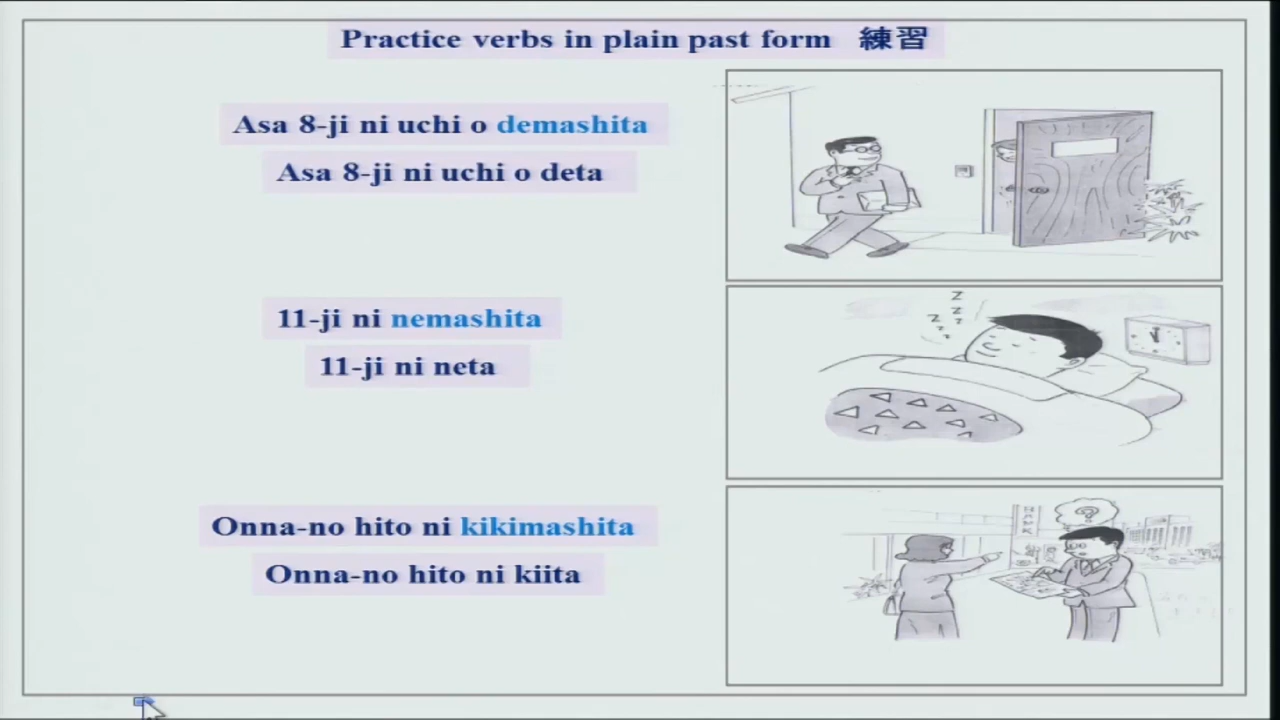 Practice verbs in plain past form 練習
Asa 8-ji ni uchi o demashita
Asa 8-ji ni uchi o deta
11-ji ni nemashita
11-ji ni neta
z
z
z
z
Onna-no hito ni kikimashita
Onna-no hito ni kiita
?